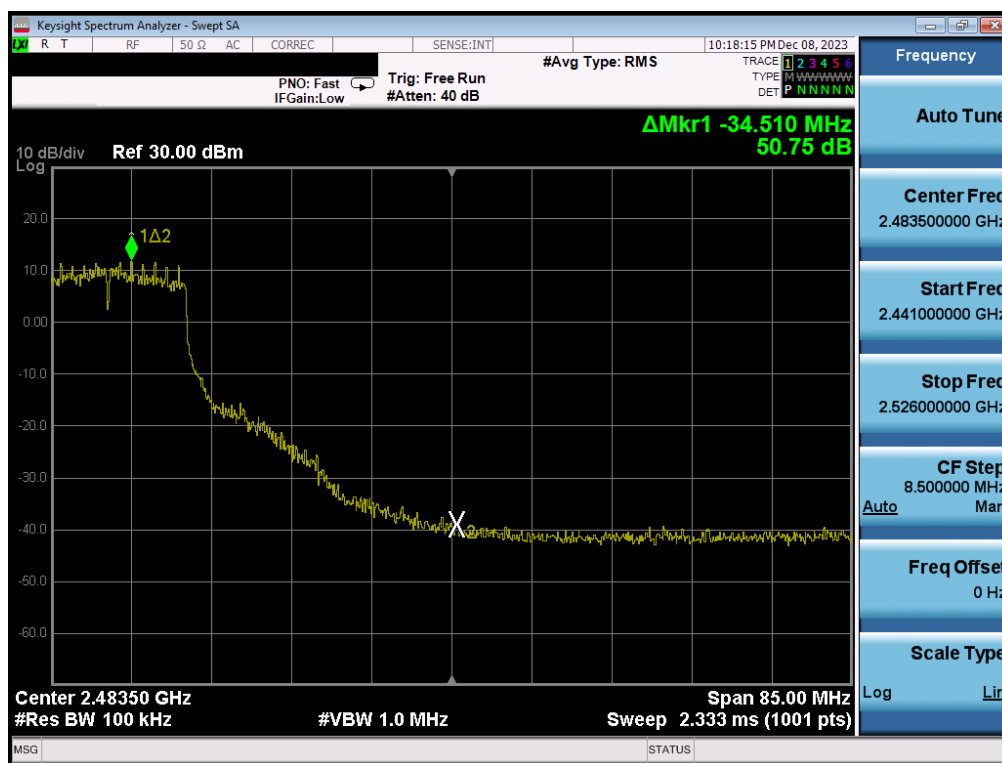 Keysight Spectrum Analyzer - Swept SA
LXI R T RF 50 Ω AC CORREC SENSE:INT 10:18:15 PM Dec 08, 2023
PNO: Fast
IFGain:Low
Trig: Free Run
#Atten: 40 dB
#Avg Type: RMS
TRACE 1 2 3 4 5 6
TYPE M WWWWW
DET P N N N N N
ΔMkr1 -34.510 MHz
50.75 dB
10 dB/div Ref 30.00 dBm
Log
20.0
10.0
0.00
-10.0
-20.0
-30.0
-40.0
-50.0
-60.0
1Δ2
X2
Center 2.48350 GHz
Span 85.00 MHz
#Res BW 100 kHz
#VBW 1.0 MHz
Sweep 2.333 ms (1001 pts)
MSG
STATUS
Frequency
Auto Tune
Center Freq
2.483500000 GHz
Start Freq
2.441000000 GHz
Stop Freq
2.526000000 GHz
CF Step
8.500000 MHz
Auto Man
Freq Offset
0 Hz
Scale Type
Log Lin